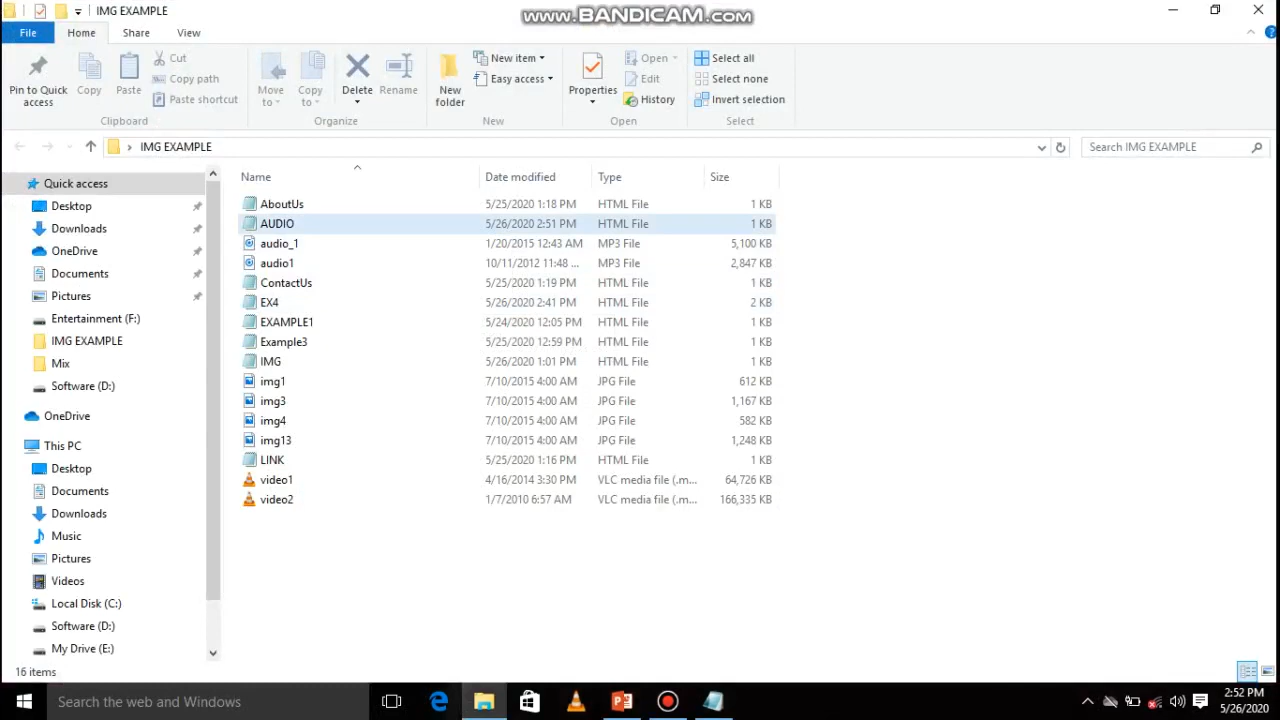 IMG EXAMPLE
www.BANDICAM.com
File Home Share View
Pin to Quick access
Copy
Paste
Cut
Copy path
Paste shortcut
Clipboard
Move to
Copy to
Delete
Rename
Organize
New folder
New item
Easy access
New
Properties
Open
Edit
History
Open
Select all
Select none
Invert selection
Select
IMG EXAMPLE
Search IMG EXAMPLE
Quick access
Desktop
Downloads
OneDrive
Documents
Pictures
Entertainment (F:)
IMG EXAMPLE
Mix
Software (D:)
OneDrive
This PC
Desktop
Documents
Downloads
Music
Pictures
Videos
Local Disk (C:)
Software (D:)
My Drive (E:)
Name Date modified Type Size
AboutUs 5/25/2020 1:18 PM HTML File 1 KB
AUDIO 5/26/2020 2:51 PM HTML File 1 KB
audio_1 1/20/2015 12:43 AM MP3 File 5,100 KB
audio1 10/11/2012 11:48 ... MP3 File 2,847 KB
ContactUs 5/25/2020 1:19 PM HTML File 1 KB
EX4 5/26/2020 2:41 PM HTML File 2 KB
EXAMPLE1 5/24/2020 12:05 PM HTML File 1 KB
Example3 5/25/2020 12:59 PM HTML File 1 KB
IMG 5/26/2020 1:01 PM HTML File 1 KB
img1 7/10/2015 4:00 AM JPG File 612 KB
img3 7/10/2015 4:00 AM JPG File 1,167 KB
img4 7/10/2015 4:00 AM JPG File 582 KB
img13 7/10/2015 4:00 AM JPG File 1,248 KB
LINK 5/25/2020 1:16 PM HTML File 1 KB
video1 4/16/2014 3:30 PM VLC media file (.m... 64,726 KB
video2 1/7/2010 6:57 AM VLC media file (.m... 166,335 KB
16 items
Search the web and Windows
2:52 PM
5/26/2020